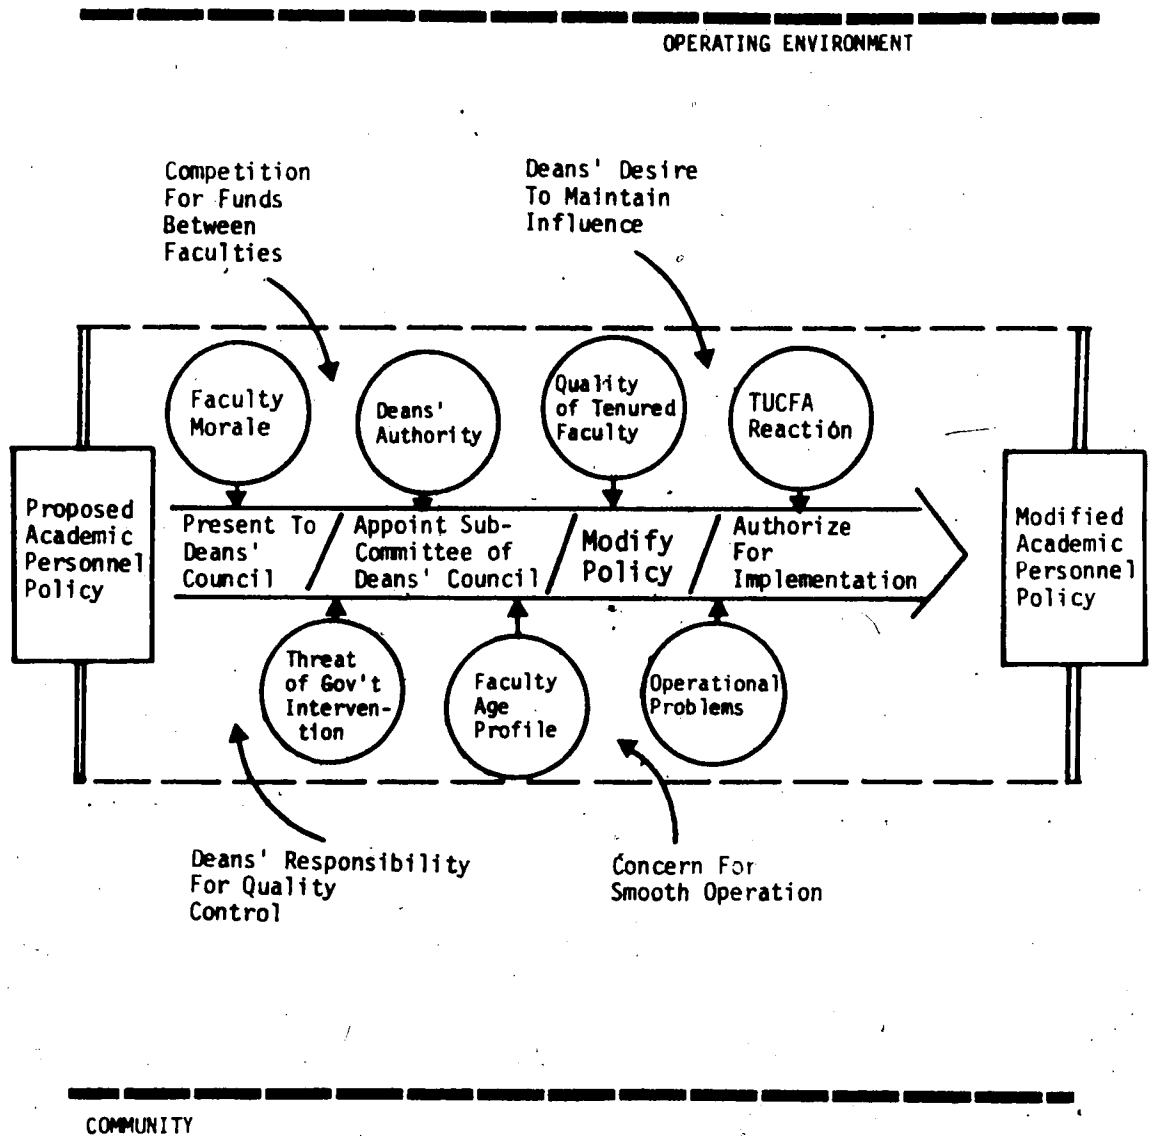 OPERATING ENVIRONMENT
Competition
For Funds
Between
Faculties
Deans' Desire
To Maintain
Influence
Faculty
Morale
Deans'
Authority
Quality
of Tenured
Faculty
TUCFA
Reaction
Proposed
Academic
Personnel
Policy
Present To
Deans'
Council
Appoint Sub-
Committee of
Deans' Council
Modify
Policy
Authorize
For
Implementation
Modified
Academic
Personnel
Policy
Threat
of Gov't
Interven-
tion
Faculty
Age
Profile
Operational
Problems
Deans' Responsibility
For Quality
Control
Concern For
Smooth Operation
COMMUNITY